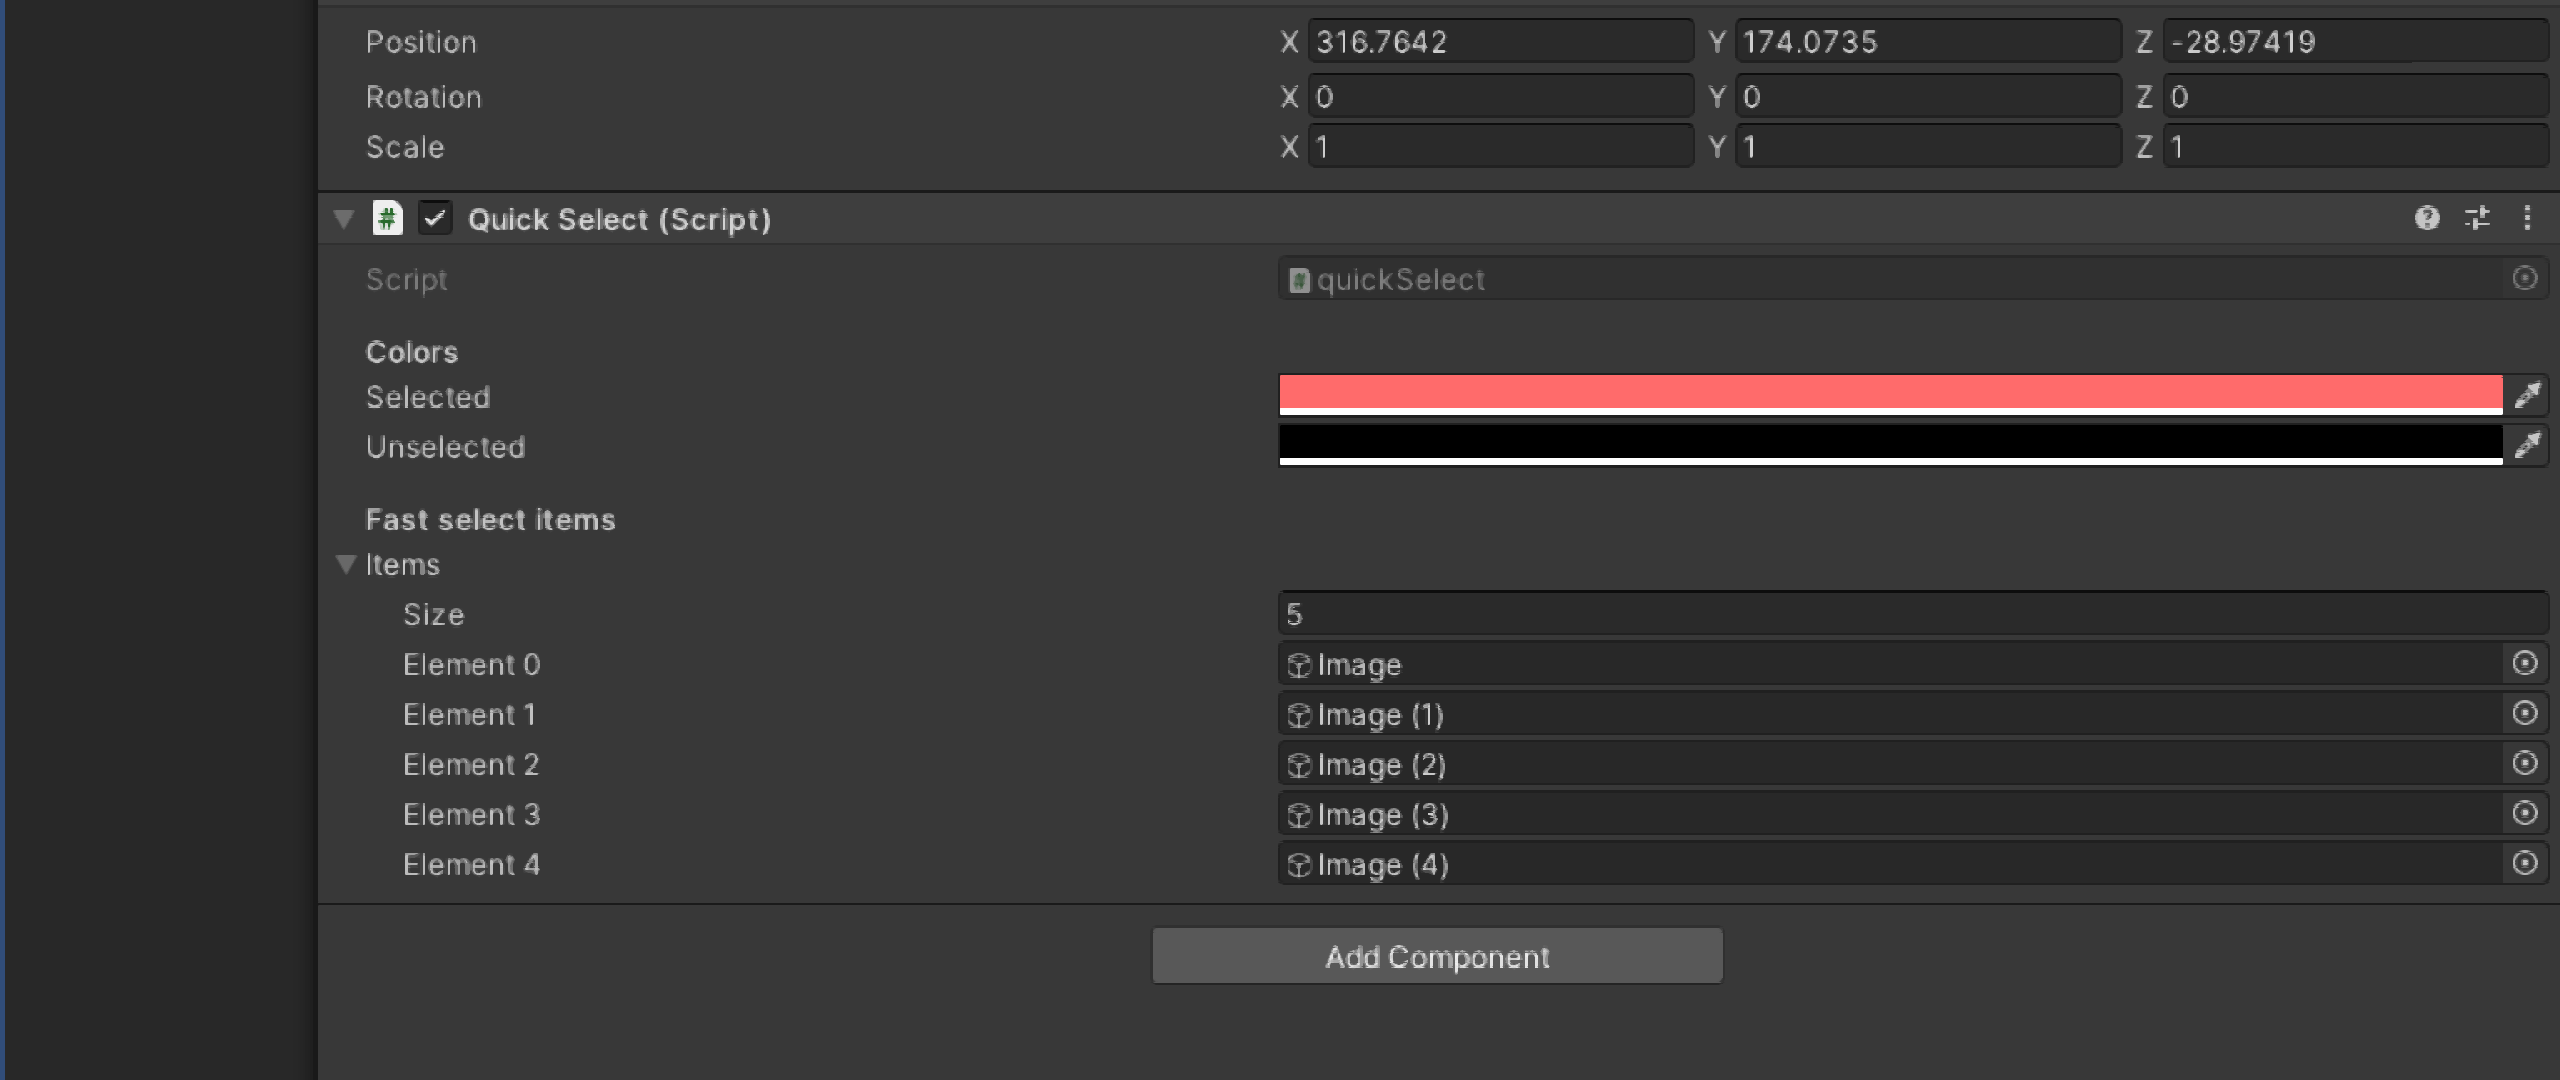 Position X 316.7642 Y 174.0735 Z -28.97419
Rotation X 0 Y 0 Z 0
Scale X 1 Y 1 Z 1
# Quick Select (Script)
Script # quickSelect
Colors
Selected
Unselected
Fast select items
Items
Size 5
Element 0 Image
Element 1 Image (1)
Element 2 Image (2)
Element 3 Image (3)
Element 4 Image (4)
Add Component